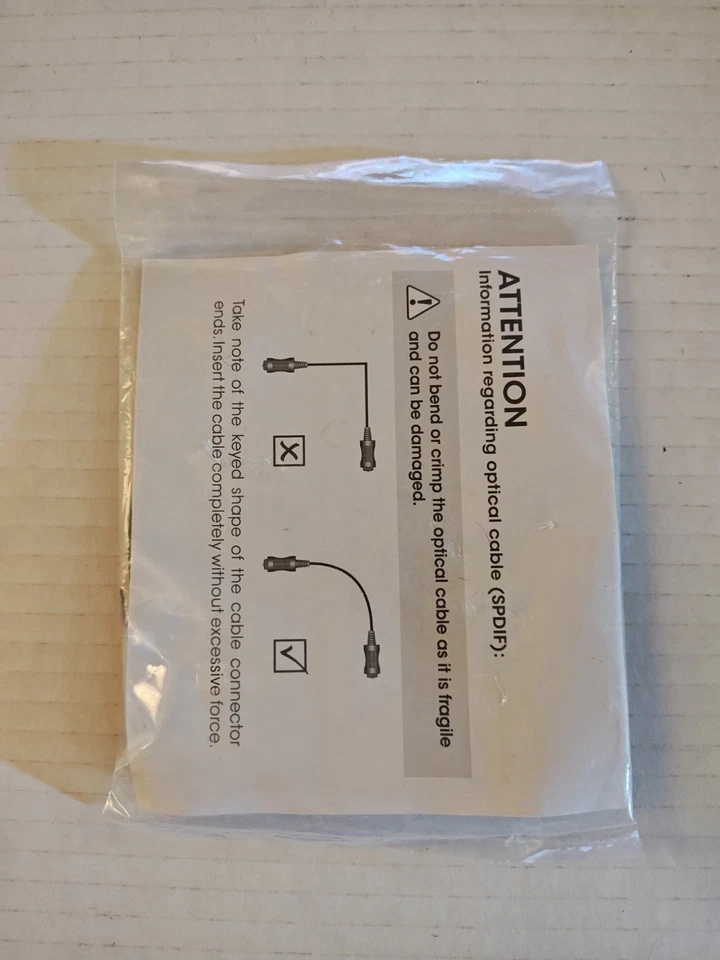 ATTENTION
Information regarding optical cable (SPDIF):
Do not bend or crimp the optical cable as it is fragile
and can be damaged.
Take note of the keyed shape of the cable connector
ends. Insert the cable completely without excessive force.